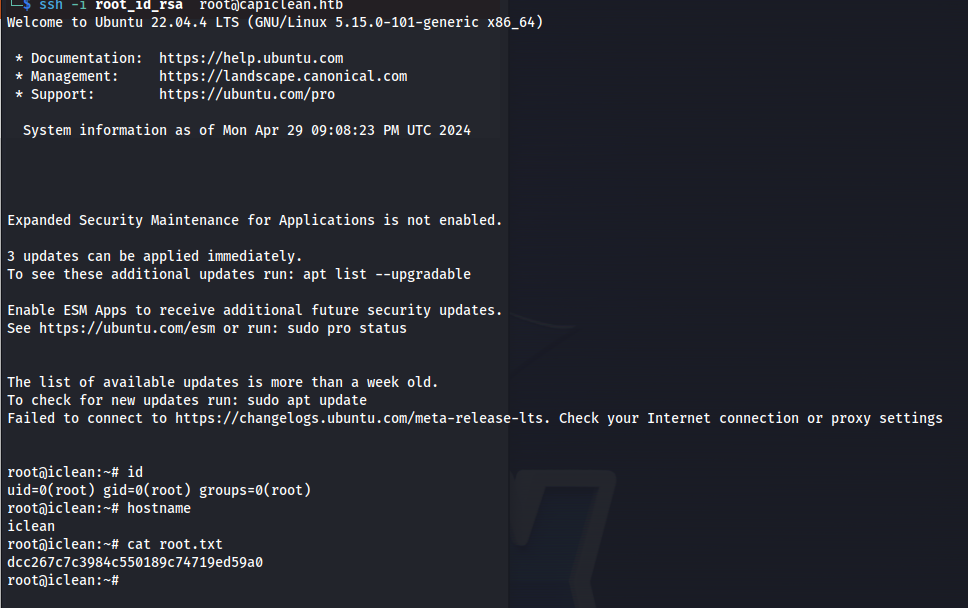 └─$ ssh -i root_id_rsa  root@capiclean.htb
Welcome to Ubuntu 22.04.4 LTS (GNU/Linux 5.15.0-101-generic x86_64)
* Documentation:  https://help.ubuntu.com
* Management:     https://landscape.canonical.com
* Support:        https://ubuntu.com/pro
System information as of Mon Apr 29 09:08:23 PM UTC 2024
Expanded Security Maintenance for Applications is not enabled.
3 updates can be applied immediately.
To see these additional updates run: apt list --upgradable
Enable ESM Apps to receive additional future security updates.
See https://ubuntu.com/esm or run: sudo pro status
The list of available updates is more than a week old.
To check for new updates run: sudo apt update
Failed to connect to https://changelogs.ubuntu.com/meta-release-lts. Check your Internet connection or proxy settings
root@iclean:~# id
uid=0(root) gid=0(root) groups=0(root)
root@iclean:~# hostname
iclean
root@iclean:~# cat root.txt
dcc267c7c3984c550189c74719ed59a0
root@iclean:~#